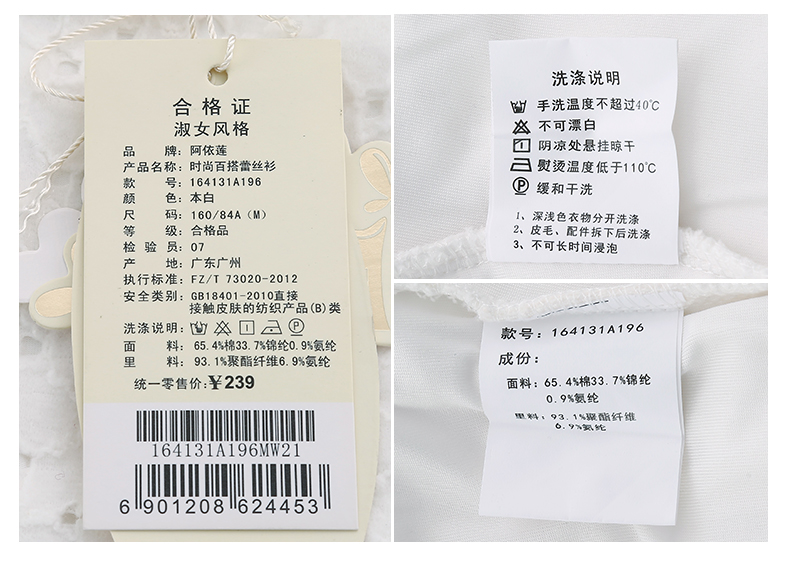 合格证
淑女风格
品牌：阿依莲
产品名称：时尚百搭蕾丝衫
款号：164131A196
颜色：本白
尺码：160/84A（M）
等级：合格品
检验员：07
产地：广东广州
执行标准：FZ/T 73020-2012
安全类别：GB18401-2010直接
接触皮肤的纺织产品(B)类
洗涤说明：
面料：65.4%棉33.7%锦纶0.9%氨纶
里料：93.1%聚酯纤维6.9%氨纶
统一零售价：¥239
164131A196MW21
6 901208 624453
洗涤说明
手洗温度不超过40℃
不可漂白
阴凉处悬挂晾干
熨烫温度低于110℃
P 缓和干洗
1、深浅色衣物分开洗涤
2、皮毛、配件拆下后洗涤
3、不可长时间浸泡
款号：164131A196
成份：
面料：65.4%棉33.7%锦纶
0.9%氨纶
里料：93.1%聚酯纤维
6.9%氨纶